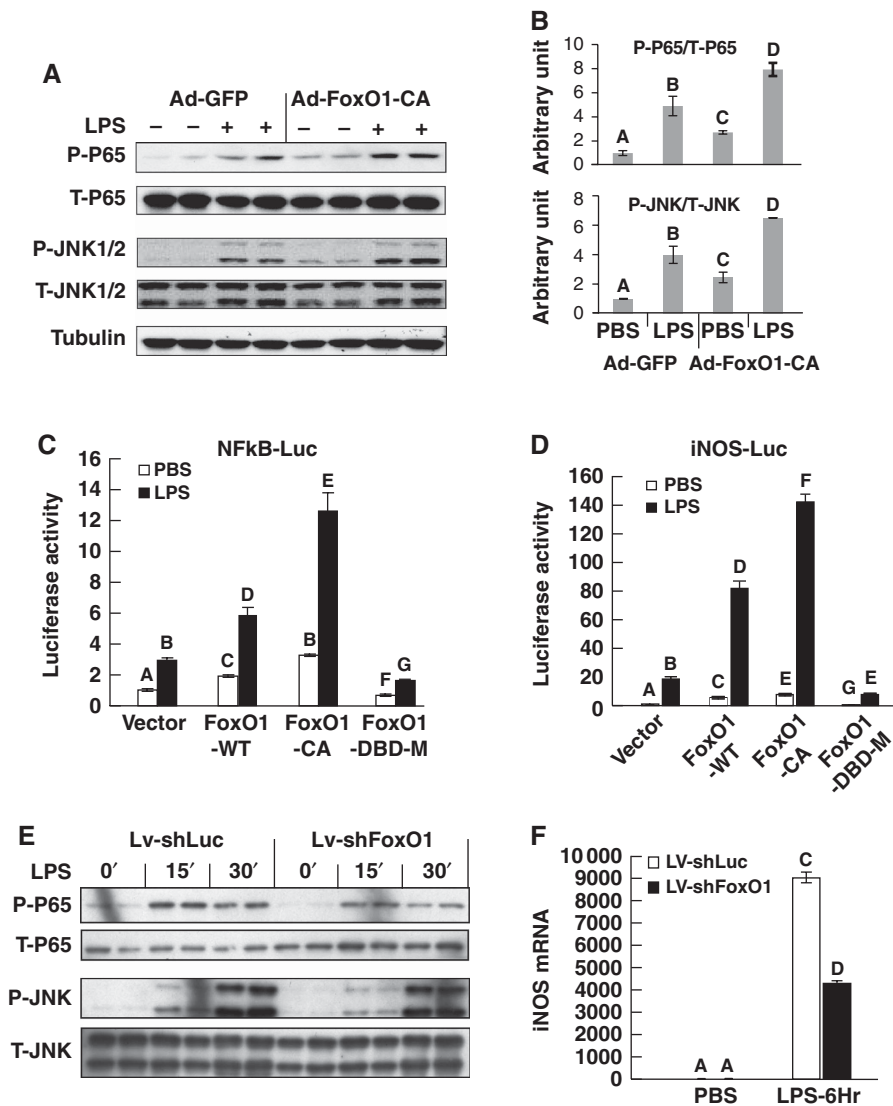 A
Ad-GFP Ad-FoxO1-CA
LPS – – + + – – + +
P-P65
T-P65
P-JNK1/2
T-JNK1/2
Tubulin
B
P-P65/T-P65
Arbitrary unit
10
8
6
4
2
0
A B C D
P-JNK/T-JNK
Arbitrary unit
8
6
4
2
0
A B C D
PBS LPS PBS LPS
Ad-GFP Ad-FoxO1-CA
C
NFkB-Luc
PBS
LPS
Luciferase activity
16
14
12
10
8
6
4
2
0
A B C D B E F G
Vector FoxO1 FoxO1 FoxO1
-WT -CA -DBD-M
D
iNOS-Luc
PBS
LPS
Luciferase activity
160
140
120
100
80
60
40
20
0
A B C D E F G E
Vector
FoxO1
-WT
FoxO1
-CA
FoxO1
-DBD-M
E
Lv-shLuc Lv-shFoxO1
LPS 0′ 15′ 30′ 0′ 15′ 30′
P-P65
T-P65
P-JNK
T-JNK
F
LV-shLuc
LV-shFoxO1
iNOS mRNA
10 000
9000
8000
7000
6000
5000
4000
3000
2000
1000
0
A A C D
PBS LPS-6Hr